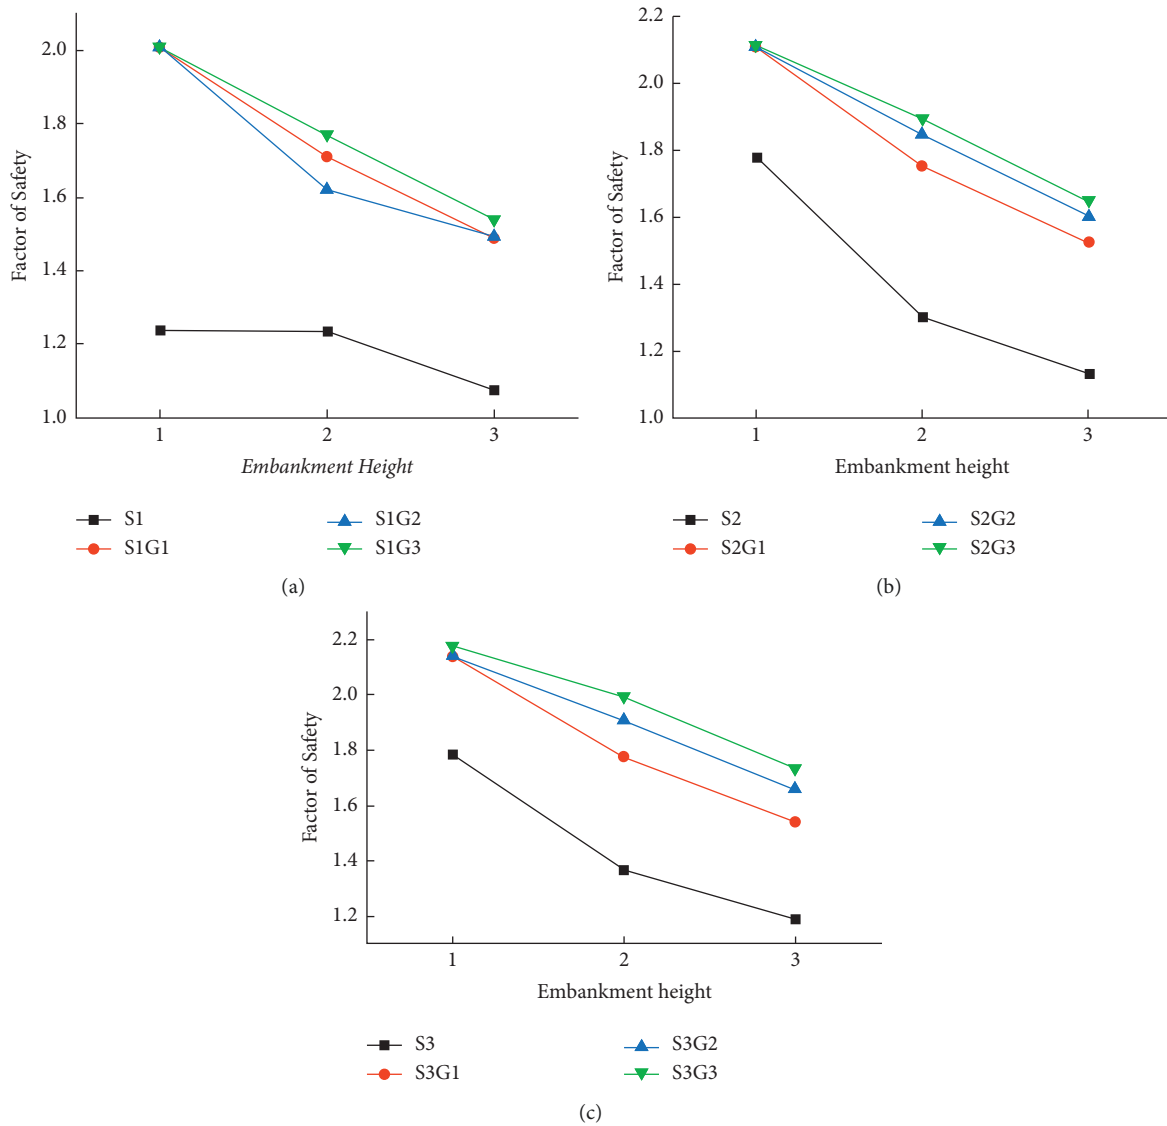 2.0
1.8
1.6
1.4
1.2
1.0
Factor of Safety
1 2 3
Embankment Height
S1 S1G2
S1G1 S1G3
(a)
2.2
2.0
1.8
1.6
1.4
1.2
1.0
Factor of Safety
1 2 3
Embankment height
S2 S2G2
S2G1 S2G3
(b)
2.2
2.0
1.8
1.6
1.4
1.2
Factor of Safety
1 2 3
Embankment height
S3 S3G2
S3G1 S3G3
(c)